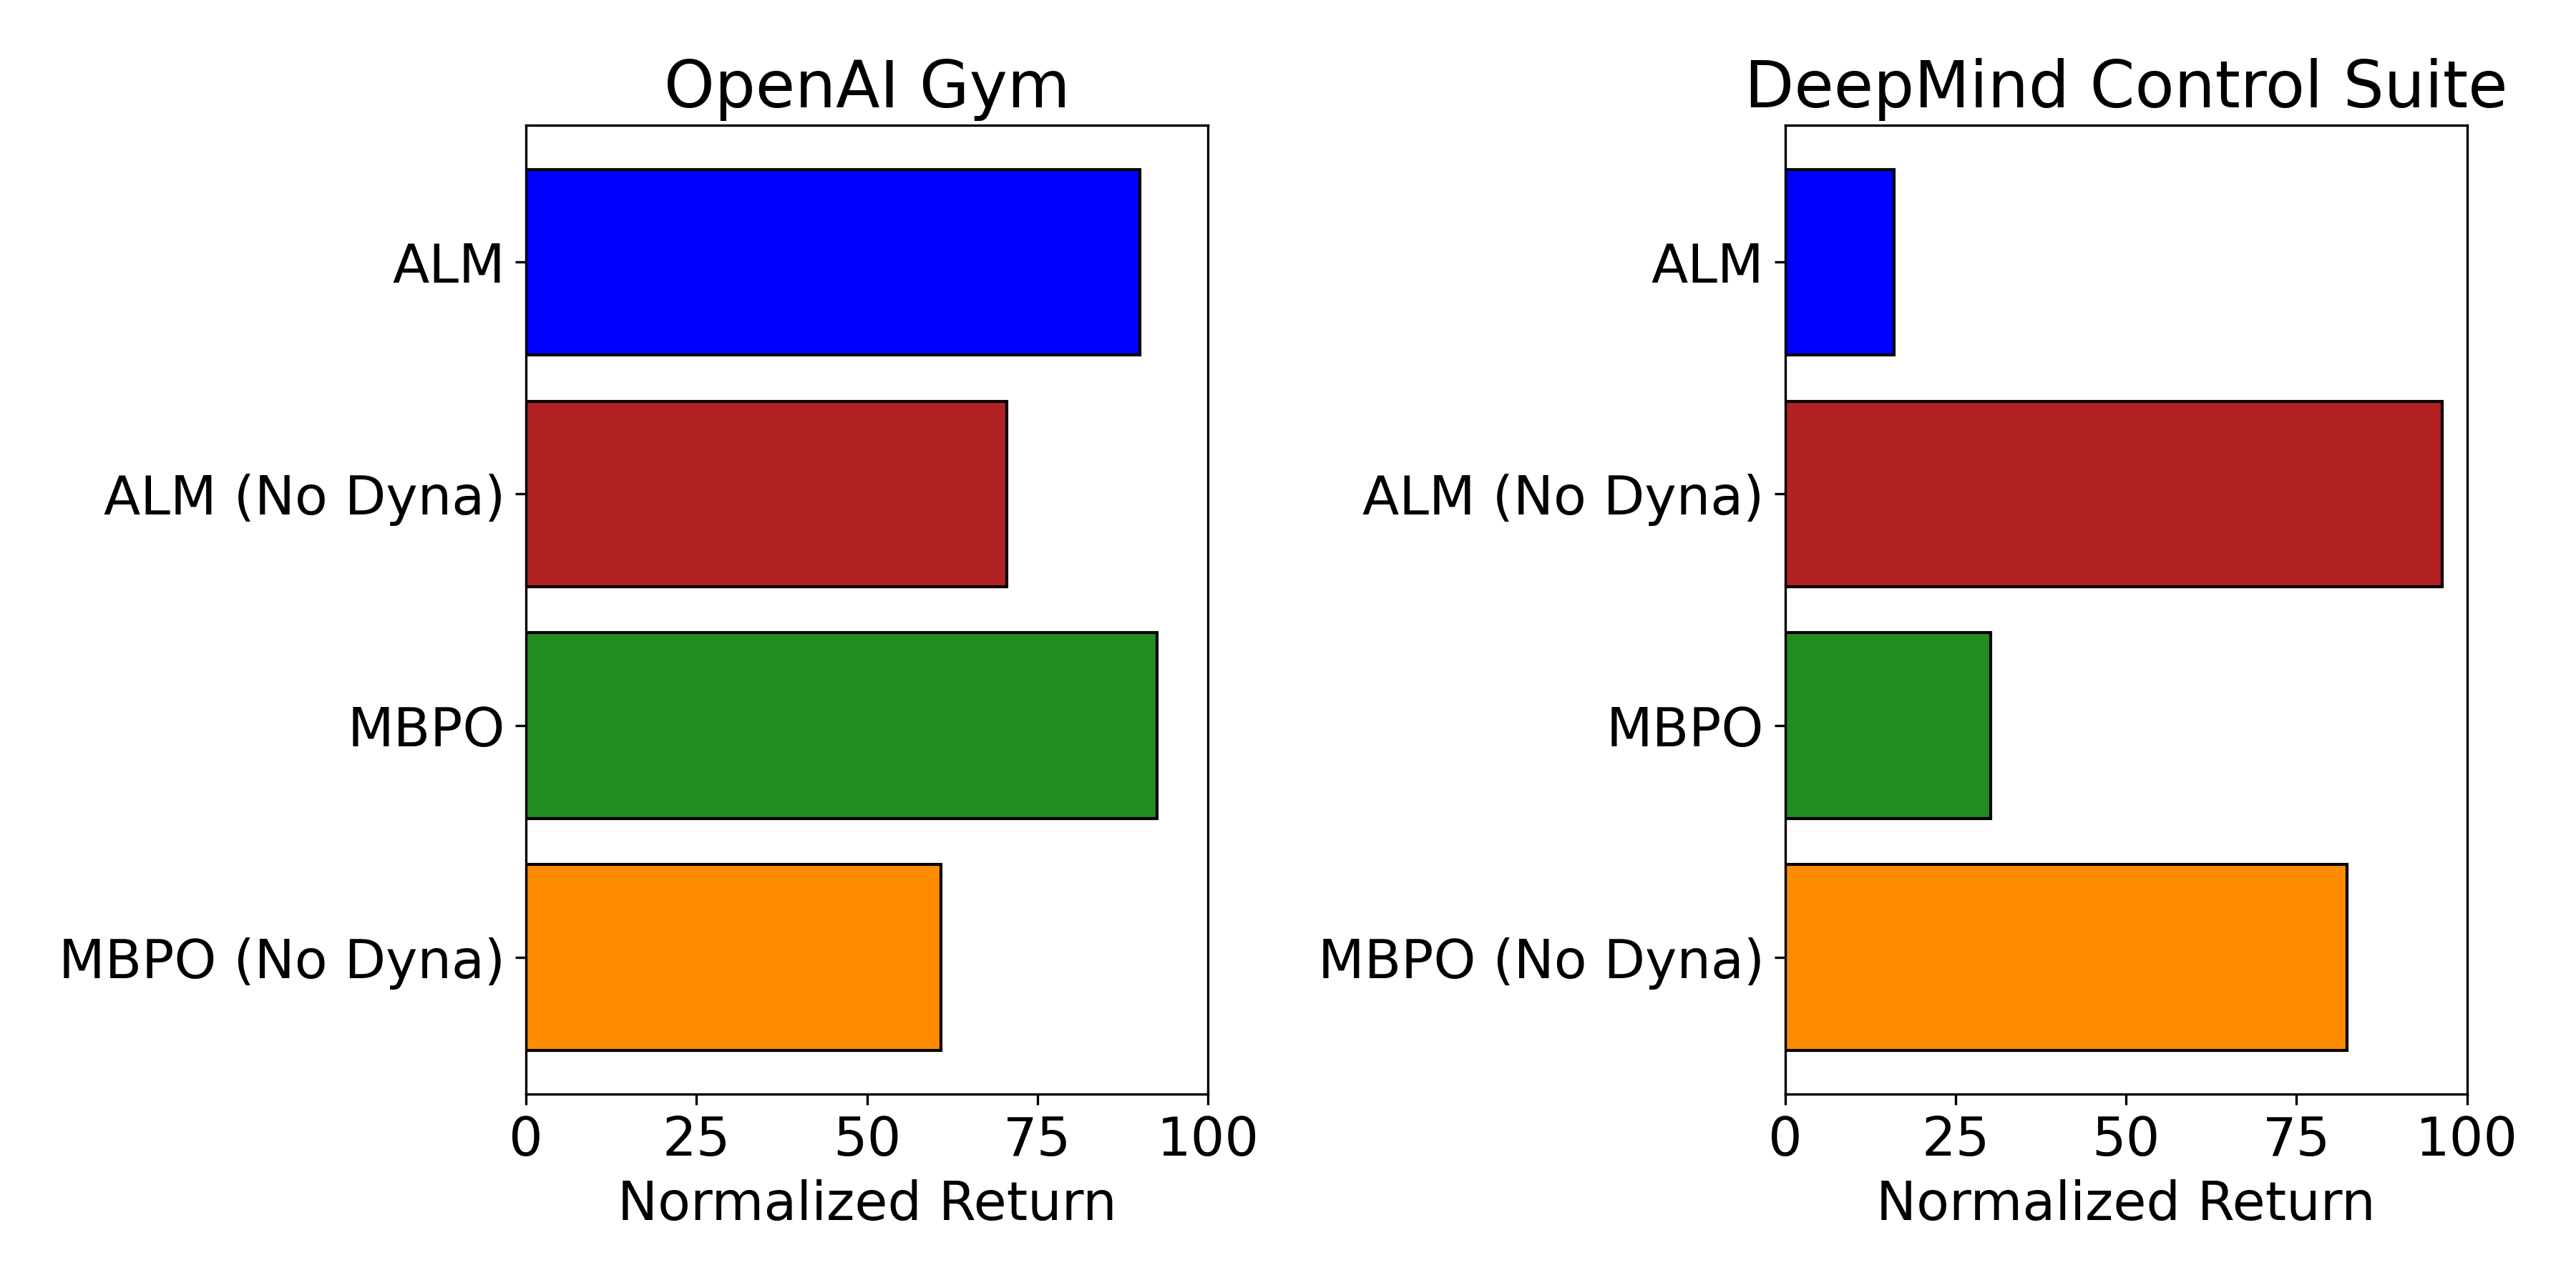 OpenAI Gym
ALM
ALM (No Dyna)
MBPO
MBPO (No Dyna)
0 25 50 75 100
Normalized Return
DeepMind Control Suite
ALM
ALM (No Dyna)
MBPO
MBPO (No Dyna)
0 25 50 75 100
Normalized Return